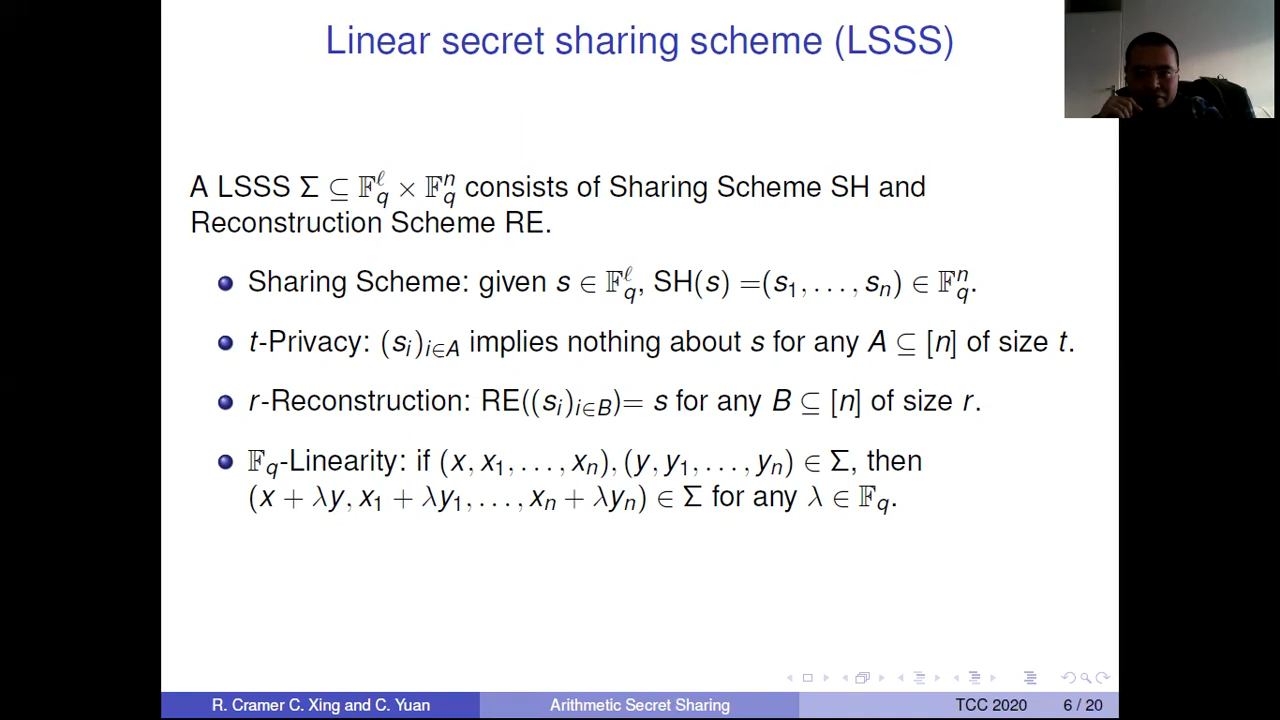 Linear secret sharing scheme (LSSS)
A LSSS Σ ⊆ 𝔽_q^ℓ × 𝔽_q^n consists of Sharing Scheme SH and
Reconstruction Scheme RE.
Sharing Scheme: given s ∈ 𝔽_q^ℓ, SH(s) =(s_1, . . . , s_n) ∈ 𝔽_q^n.
t-Privacy: (s_i)_{i∈A} implies nothing about s for any A ⊆ [n] of size t.
r-Reconstruction: RE((s_i)_{i∈B})= s for any B ⊆ [n] of size r.
𝔽_q-Linearity: if (x, x_1, . . . , x_n), (y, y_1, . . . , y_n) ∈ Σ, then
(x + λy, x_1 + λy_1, . . . , x_n + λy_n) ∈ Σ for any λ ∈ 𝔽_q.
R. Cramer C. Xing and C. Yuan Arithmetic Secret Sharing TCC 2020 6 / 20